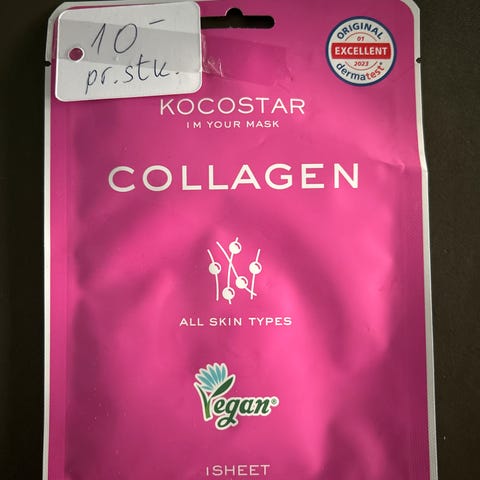 10-
pr. stk.
ORIGINAL
01
EXCELLENT
2023
dermatest®
KOCOSTAR
I M YOUR MASK
COLLAGEN
ALL SKIN TYPES
Vegan®
1SHEET